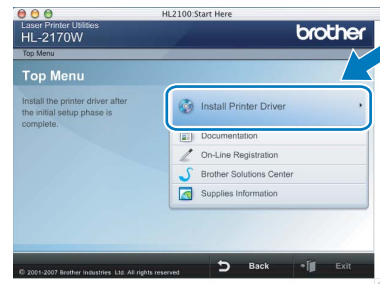 HL2100:Start Here
Laser Printer Utilities
HL-2170W
brother
Top Menu
Top Menu
Install the printer driver after
the initial setup phase is
complete.
Install Printer Driver
Documentation
On-Line Registration
Brother Solutions Center
Supplies Information
© 2001-2007 Brother Industries Ltd. All rights reserved
Back
Exit